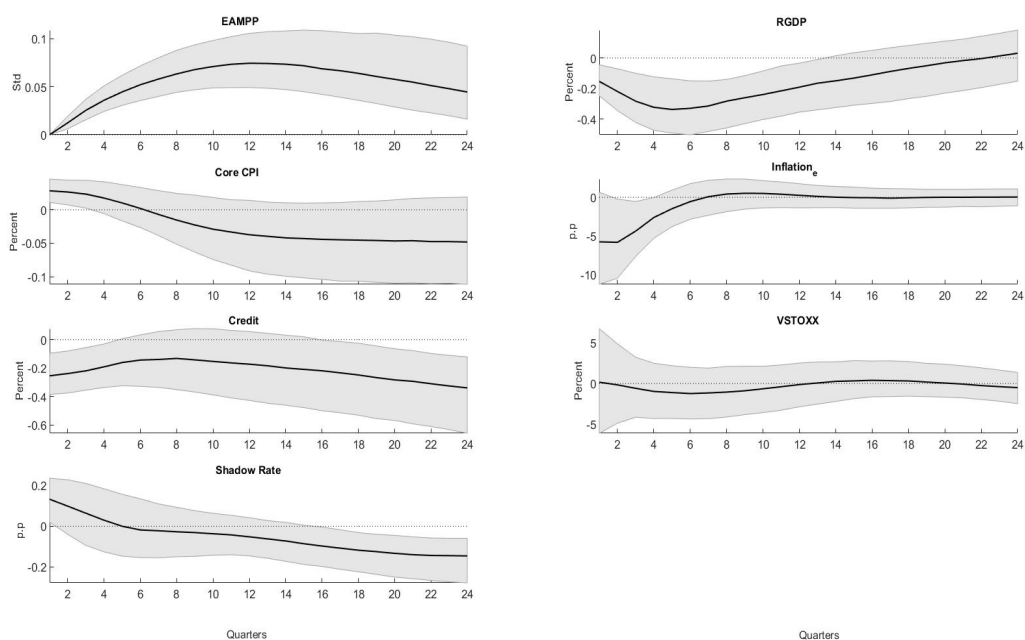 EAMPP
Std
0.1
0.05
0
2 4 6 8 10 12 14 16 18 20 22 24
RGDP
Percent
0
-0.2
-0.4
2 4 6 8 10 12 14 16 18 20 22 24
Core CPI
Percent
0
-0.05
-0.1
2 4 6 8 10 12 14 16 18 20 22 24
Inflation_e
p.p
0
-5
-10
2 4 6 8 10 12 14 16 18 20 22 24
Credit
Percent
0
-0.2
-0.4
-0.6
2 4 6 8 10 12 14 16 18 20 22 24
VSTOXX
Percent
5
0
-5
2 4 6 8 10 12 14 16 18 20 22 24
Shadow Rate
p.p
0.2
0
-0.2
2 4 6 8 10 12 14 16 18 20 22 24
Quarters
Quarters